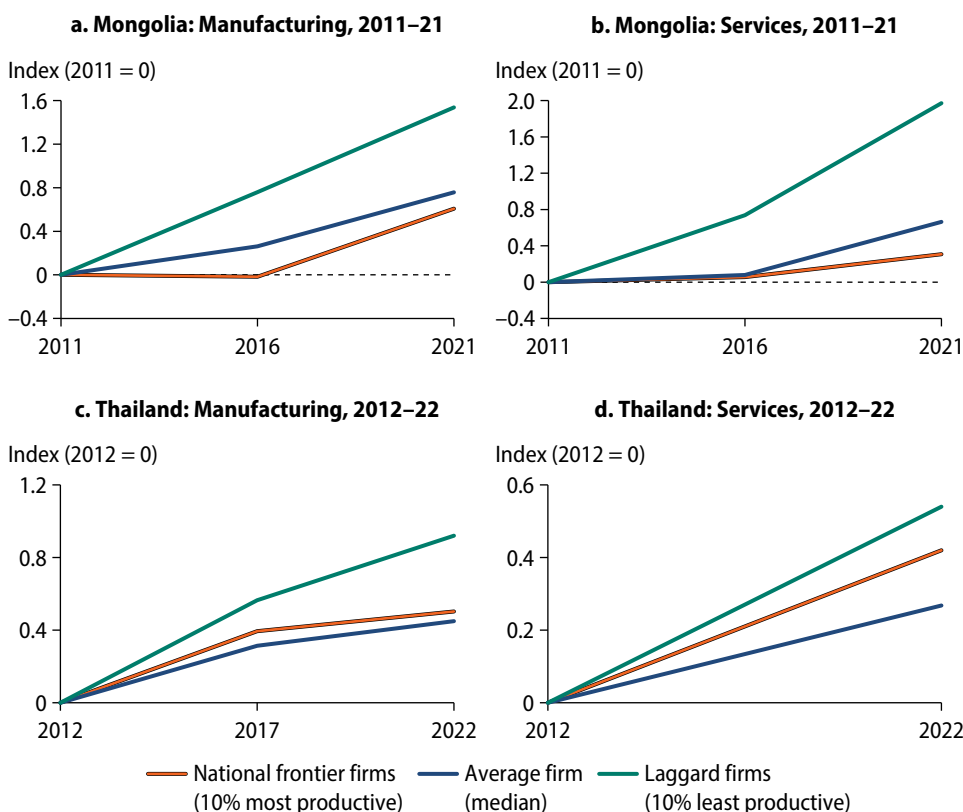 a. Mongolia: Manufacturing, 2011–21
Index (2011 = 0)
1.6
1.2
0.8
0.4
0
–0.4
2011 2016 2021
b. Mongolia: Services, 2011–21
Index (2011 = 0)
2.0
1.6
1.2
0.8
0.4
0
–0.4
2011 2016 2021
c. Thailand: Manufacturing, 2012–22
Index (2012 = 0)
1.2
0.8
0.4
0
2012 2017 2022
d. Thailand: Services, 2012–22
Index (2012 = 0)
0.6
0.4
0.2
0
2012 2022
National frontier firms
(10% most productive)
Average firm
(median)
Laggard firms
(10% least productive)